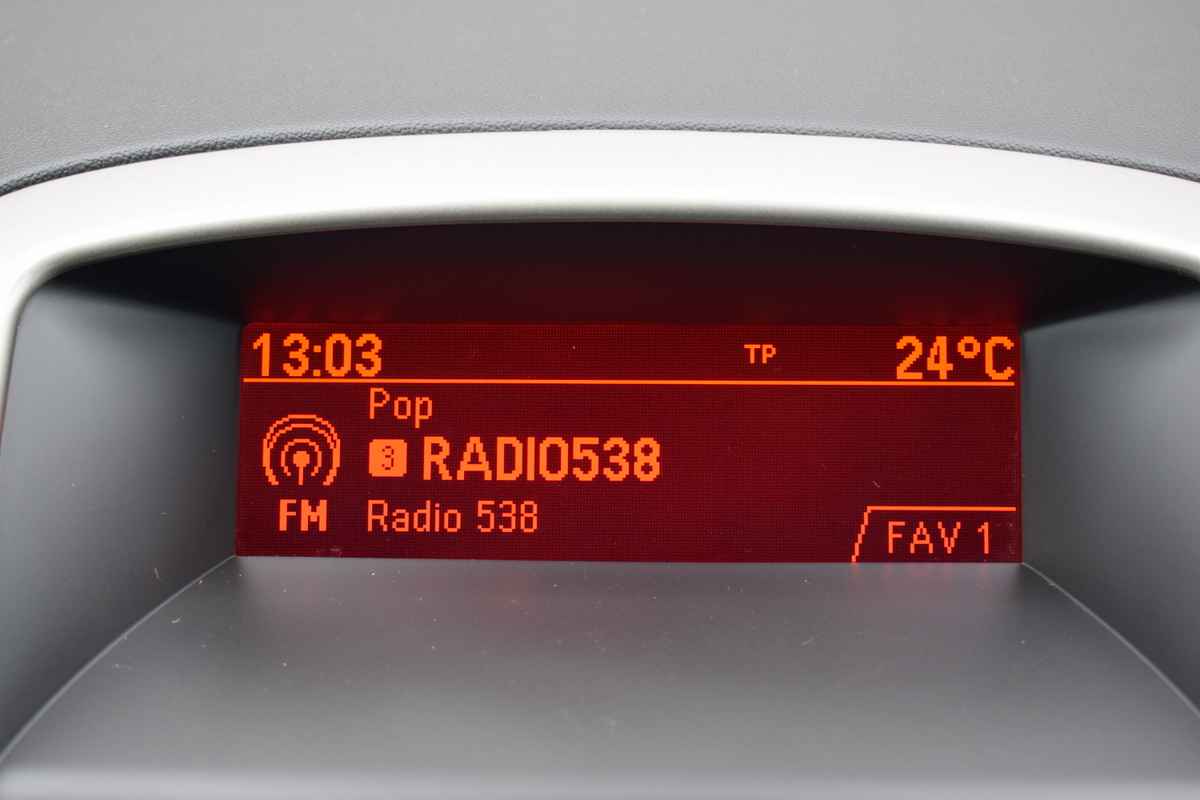 13:03 TP 24°C
Pop
3 RADIO538
FM Radio 538
FAV 1